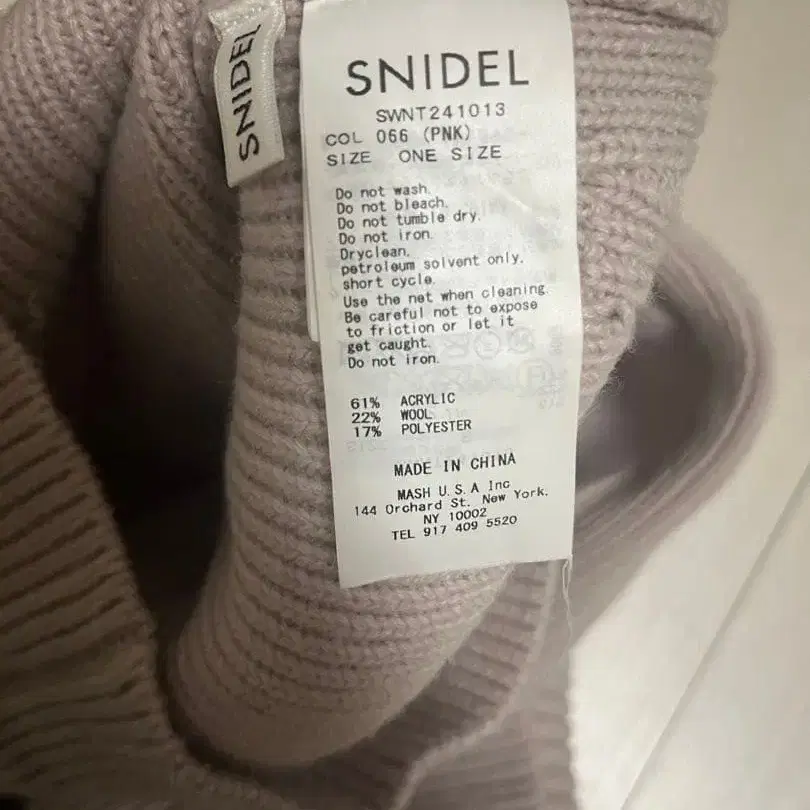 SNIDEL
SNIDEL
SWNT241013
COL 066 (PNK)
SIZE ONE SIZE
Do not wash.
Do not bleach.
Do not tumble dry.
Do not iron.
Dryclean.
petroleum solvent only.
short cycle.
Use the net when cleaning.
Be careful not to expose
to friction or let it
get caught.
Do not iron.
61% ACRYLIC
22% WOOL
17% POLYESTER
MADE IN CHINA
MASH U.S.A Inc
144 Orchard St. New York.
NY 10002
TEL 917 409 5520